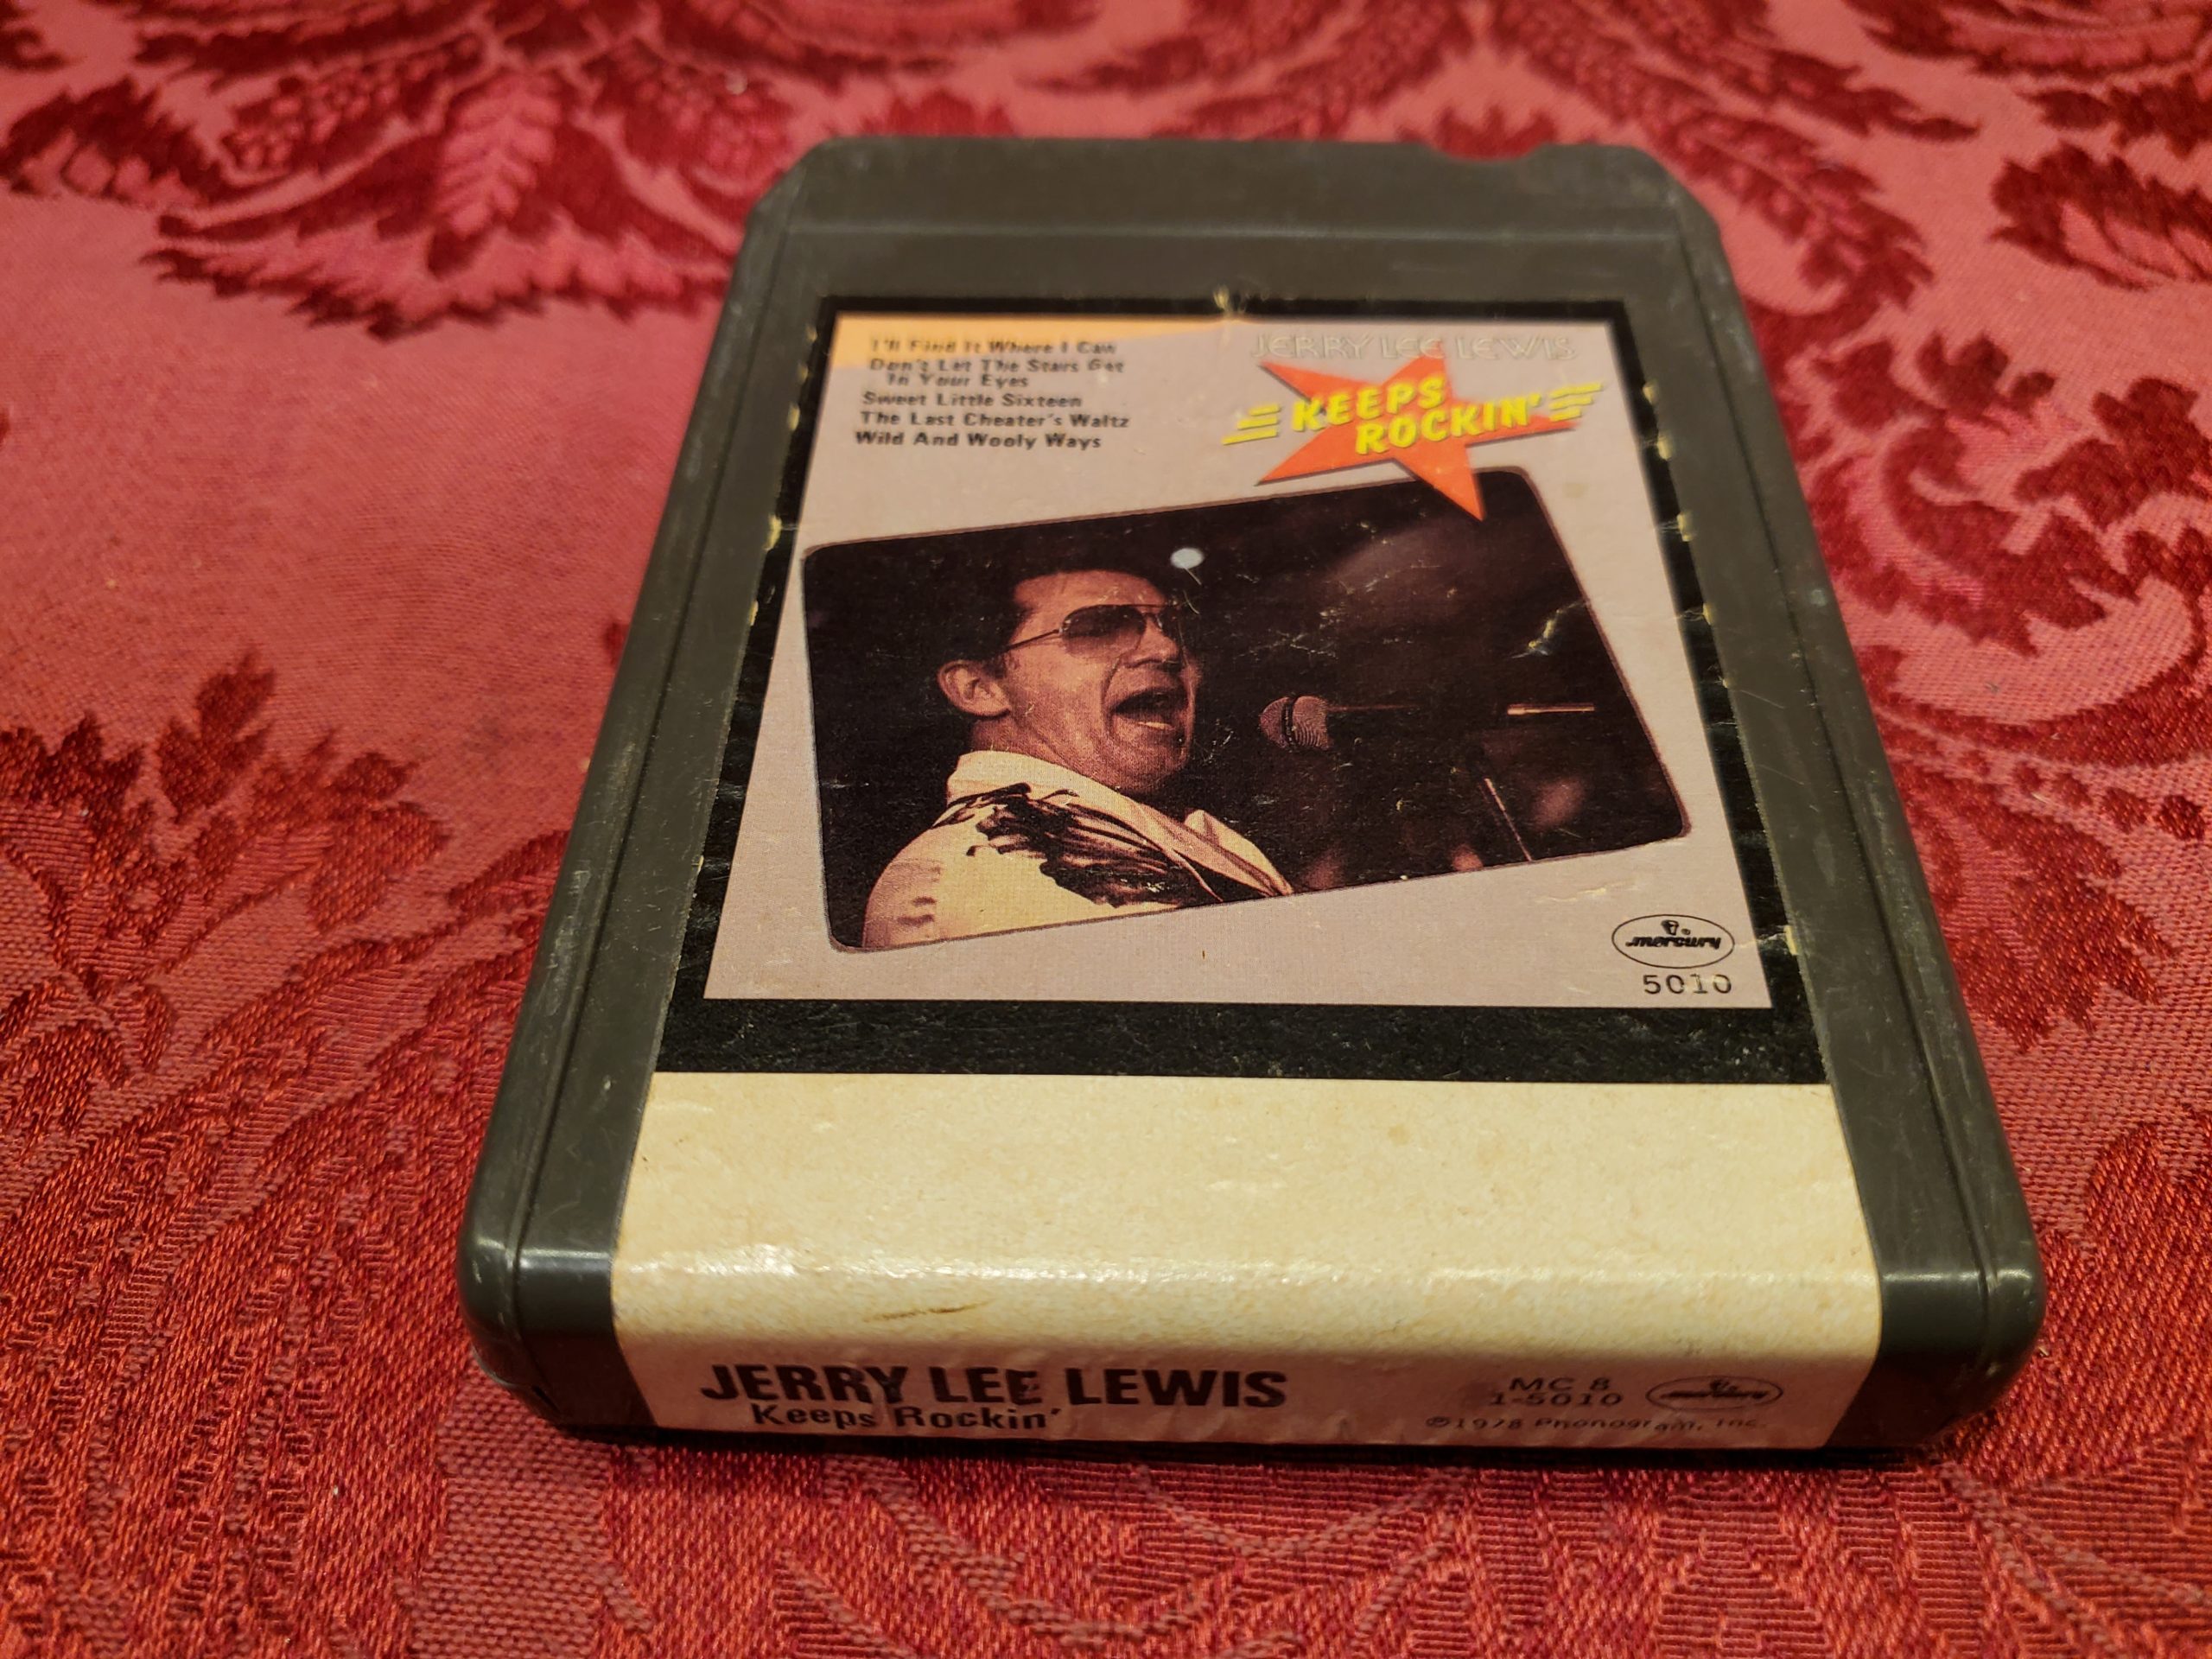 I'll Find It Where I Can
Don't Let The Stars Get
In Your Eyes
Sweet Little Sixteen
The Last Cheater's Waltz
Wild And Wooly Ways
JERRY LEE LEWIS
KEEPS
ROCKIN'
mercury
5010
JERRY LEE LEWIS
Keeps Rockin'
MC 8
1-5010
mercury
℗1978 Phonogram, Inc.